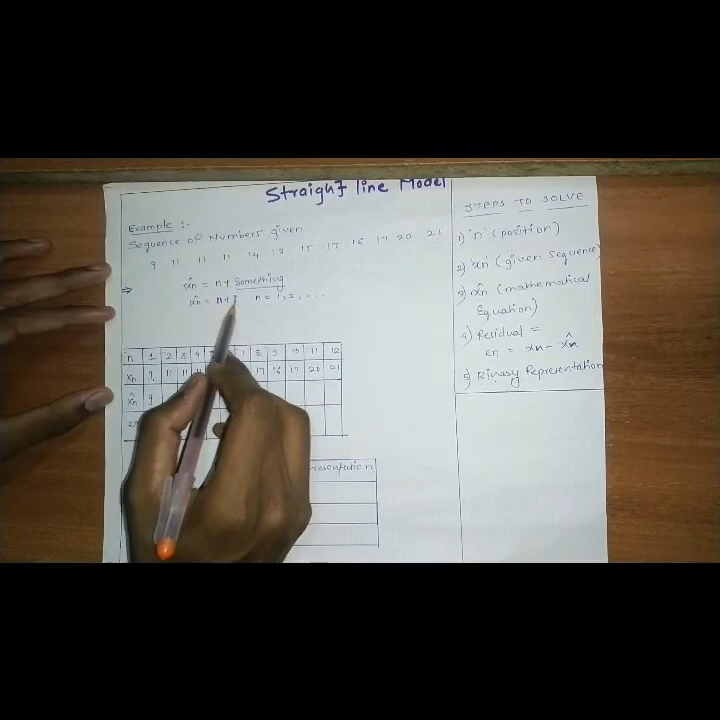 Straight line Model
Example :-
Sequence of Numbers given
9 11 11 11 14 13 15 17 16 17 20 21
x̂n = n + Something
x̂n = n + n = 1, 2, ...
n 1 2 3 4 8 9 10 11 12
xn 9 11 11 17 16 17 20 21
x̂n 9
en
presentation
STEPS TO SOLVE
1) 'n' (position)
2) 'xn' (given sequence)
3) x̂n (mathematical
Equation)
4) Residual =
en = xn - x̂n
5) Binary Representation